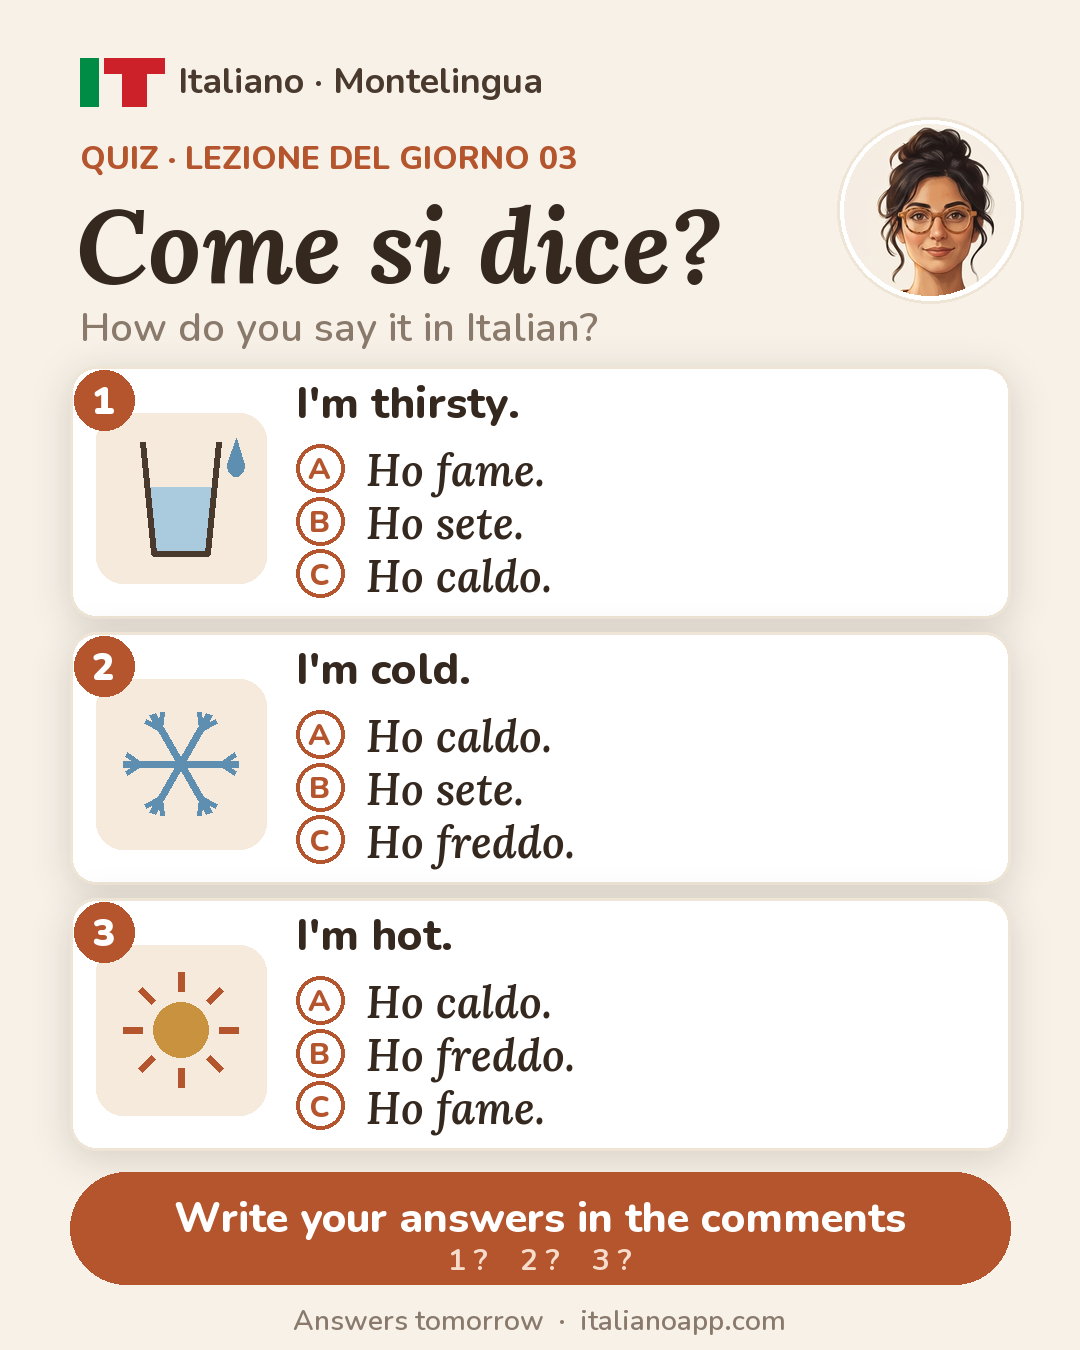 IT Italiano · Montelingua
QUIZ · LEZIONE DEL GIORNO 03
Come si dice?
How do you say it in Italian?
1 I'm thirsty.
A Ho fame.
B Ho sete.
C Ho caldo.
2 I'm cold.
A Ho caldo.
B Ho sete.
C Ho freddo.
3 I'm hot.
A Ho caldo.
B Ho freddo.
C Ho fame.
Write your answers in the comments
1 ? 2 ? 3 ?
Answers tomorrow · italianoapp.com